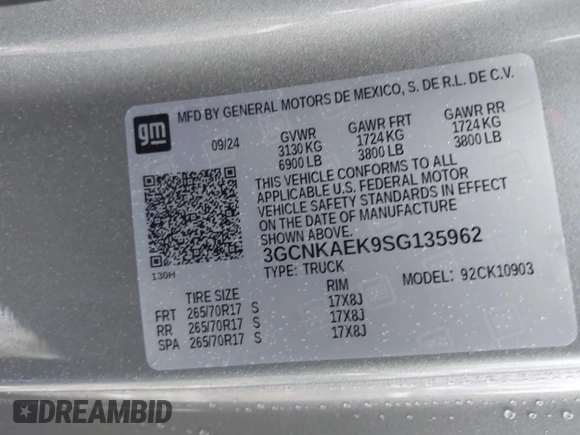 gm
MFD BY GENERAL MOTORS DE MEXICO, S. DE R.L. DE C.V.
09/24 GVWR GAWR FRT GAWR RR
3130 KG 1724 KG 1724 KG
6900 LB 3800 LB 3800 LB
THIS VEHICLE CONFORMS TO ALL
APPLICABLE U.S. FEDERAL MOTOR
VEHICLE SAFETY STANDARDS IN EFFECT
ON THE DATE OF MANUFACTURE
SHOWN ABOVE.
130H
3GCNKAEK9SG135962
TYPE: TRUCK MODEL: 92CK10903
TIRE SIZE RIM
FRT 265/70R17 S 17X8J
RR 265/70R17 S 17X8J
SPA 265/70R17 S 17X8J
DREAMBID